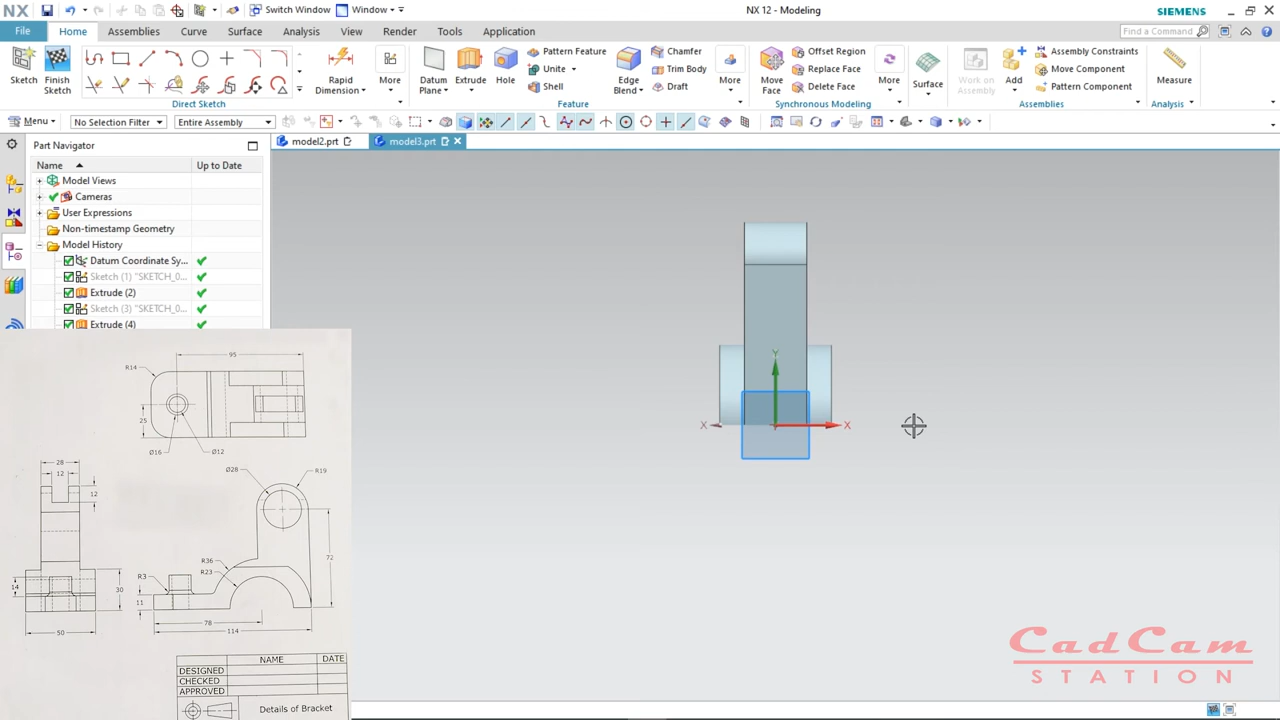 NX
Switch Window
Window
NX 12 - Modeling
SIEMENS
File
Home
Assemblies
Curve
Surface
Analysis
View
Render
Tools
Application
Find a Command
Sketch
Finish Sketch
Rapid Dimension
More
Direct Sketch
Datum Plane
Extrude
Hole
Pattern Feature
Unite
Shell
Edge Blend
Chamfer
Trim Body
Draft
More
Feature
Move Face
Offset Region
Replace Face
Delete Face
More
Synchronous Modeling
Surface
Work on Assembly
Add
Assembly Constraints
Move Component
Pattern Component
Assemblies
Measure
Analysis
Menu
No Selection Filter
Entire Assembly
Part Navigator
model2.prt
model3.prt
Name
Up to Date
Model Views
Cameras
User Expressions
Non-timestamp Geometry
Model History
Datum Coordinate Sy...
Sketch (1) "SKETCH_0...
Extrude (2)
Sketch (3) "SKETCH_0...
Extrude (4)
Y
X
X
95
R14
25
Ø16
Ø12
28
12
12
14
30
50
Ø28
R19
R36
R23
R3
11
72
78
114
NAME
DATE
DESIGNED
CHECKED
APPROVED
Details of Bracket
CadCam
STATION